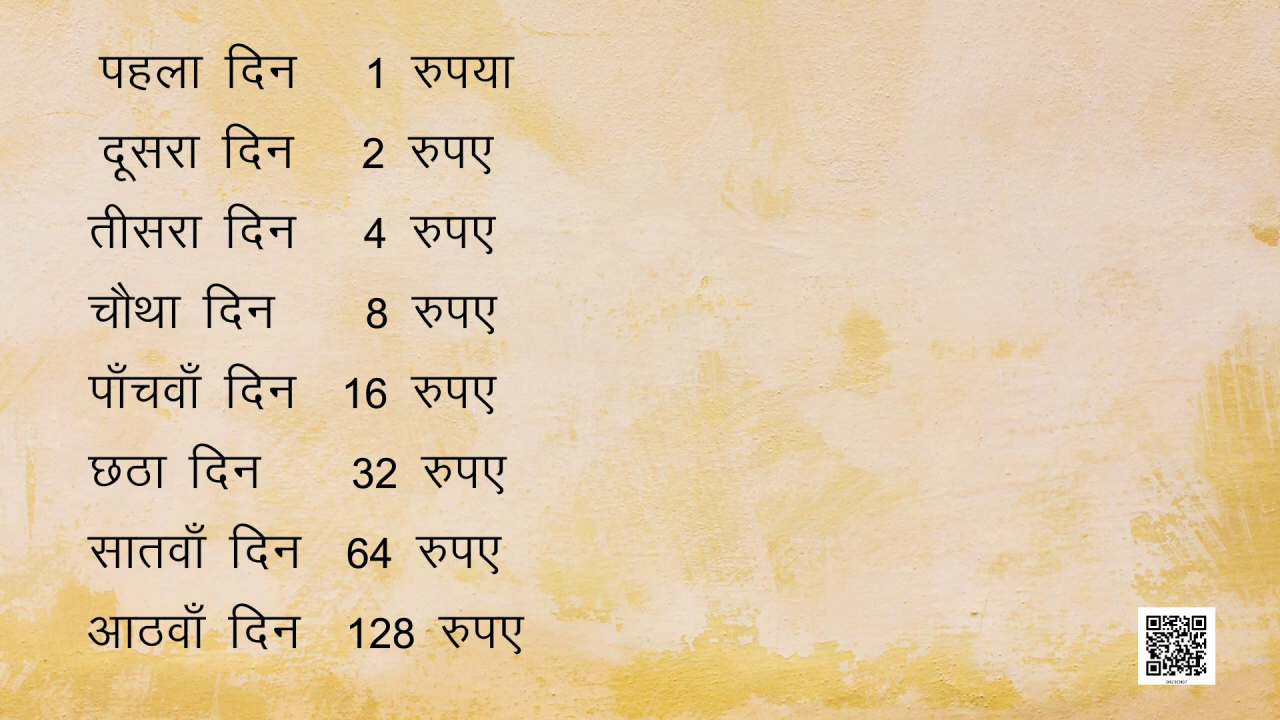 पहला दिन 1 रुपया
दूसरा दिन 2 रुपए
तीसरा दिन 4 रुपए
चौथा दिन 8 रुपए
पाँचवाँ दिन 16 रुपए
छठा दिन 32 रुपए
सातवाँ दिन 64 रुपए
आठवाँ दिन 128 रुपए